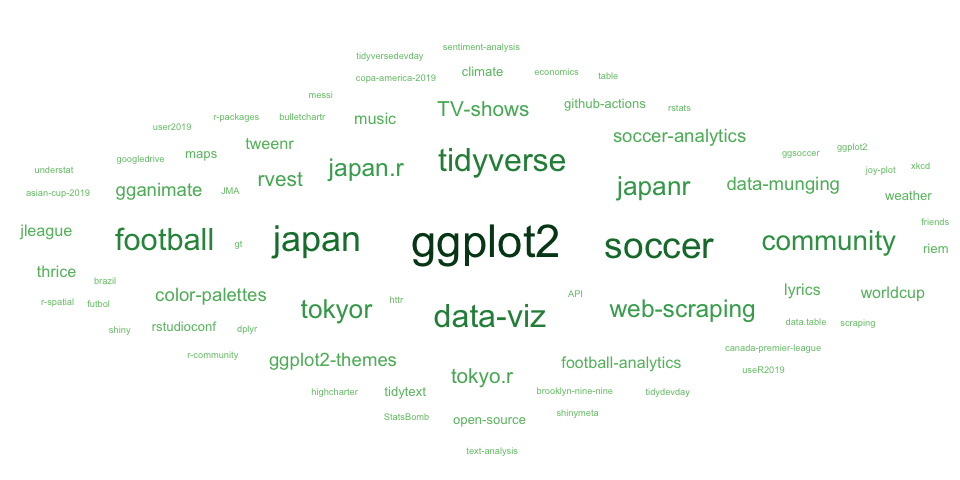 sentiment-analysis
tidyversedevday
climate
economics
table
copa-america-2019
messi
TV-shows
github-actions
rstats
r-packages
bulletchartr
music
user2019
soccer-analytics
tweenr
ggplot2
googledrive
maps
tidyverse
ggsoccer
understat
japan.r
joy-plot
xkcd
rvest
gganimate
JMA
asian-cup-2019
japanr
data-munging
weather
friends
jleague
football
gt
japan
ggplot2
soccer
community
riem
thrice
brazil
color-palettes
r-spatial
futbol
httr
API
lyrics
worldcup
tokyor
data-viz
web-scraping
shiny
rstudioconf
dplyr
data.table
scraping
r-community
ggplot2-themes
football-analytics
canada-premier-league
useR2019
tokyo.r
highcharter
tidytext
brooklyn-nine-nine
tidydevday
StatsBomb
open-source
shinymeta
text-analysis